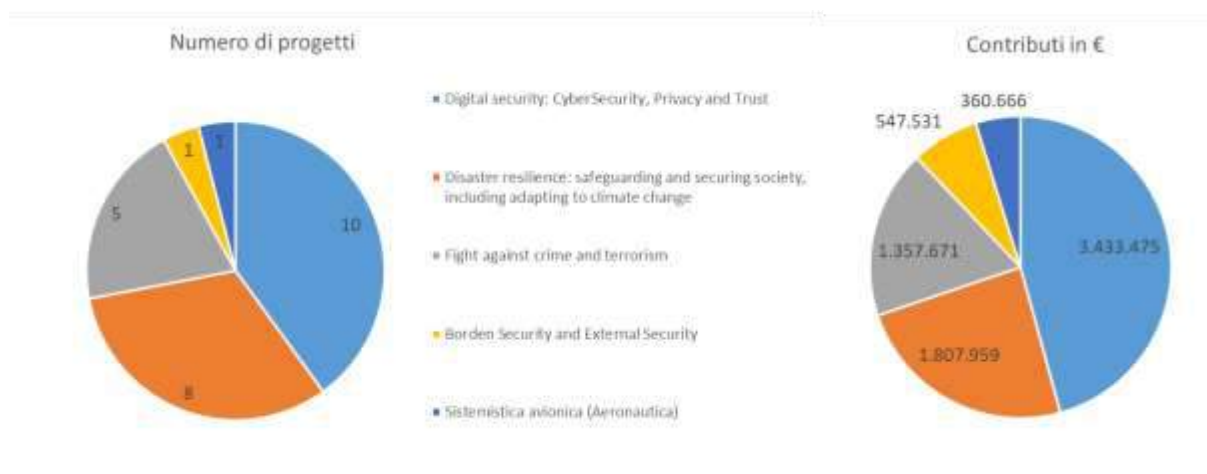 Numero di progetti
1
1
5
10
8
Digital security: CyberSecurity, Privacy and Trust
Disaster resilience: safeguarding and securing society,
including adapting to climate change
Fight against crime and terrorism
Borden Security and External Security
Sistemistica avionica (Aeronautica)
Contributi in €
360.666
547.531
1.357.671
3.433.475
1.807.959